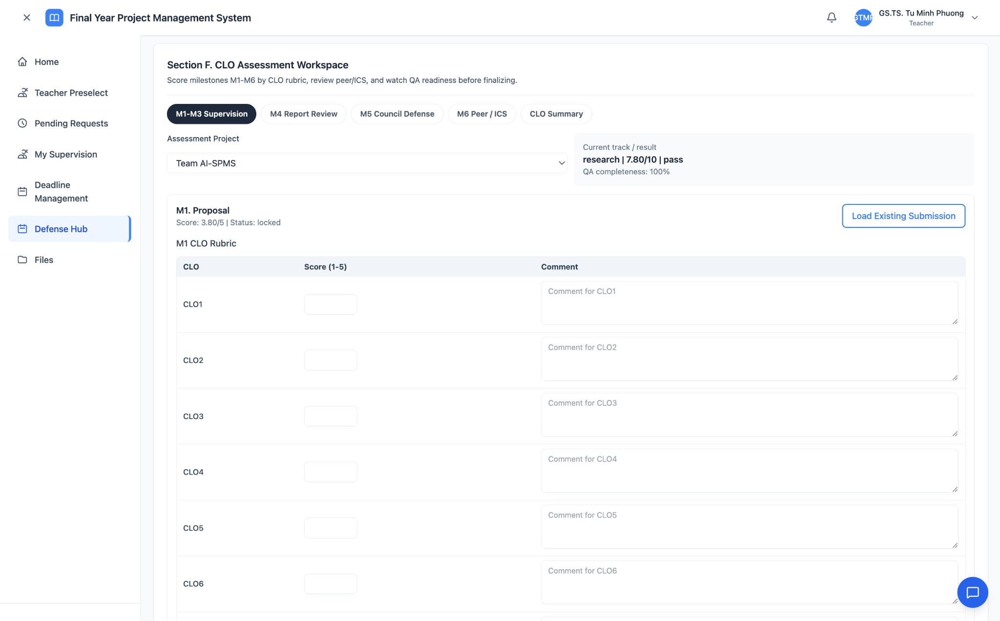 Final Year Project Management System
GTMP
GS.TS. Tu Minh Phuong
Teacher
Home
Teacher Preselect
Pending Requests
My Supervision
Deadline
Management
Defense Hub
Files
Section F. CLO Assessment Workspace
Score milestones M1-M6 by CLO rubric, review peer/ICS, and watch QA readiness before finalizing.
M1-M3 Supervision
M4 Report Review
M5 Council Defense
M6 Peer / ICS
CLO Summary
Assessment Project
Team AI-SPMS
Current track / result
research | 7.80/10 | pass
QA completeness: 100%
M1. Proposal
Score: 3.80/5 | Status: locked
Load Existing Submission
M1 CLO Rubric
CLO Score (1-5) Comment
CLO1 Comment for CLO1
CLO2 Comment for CLO2
CLO3 Comment for CLO3
CLO4 Comment for CLO4
CLO5 Comment for CLO5
CLO6 Comment for CLO6